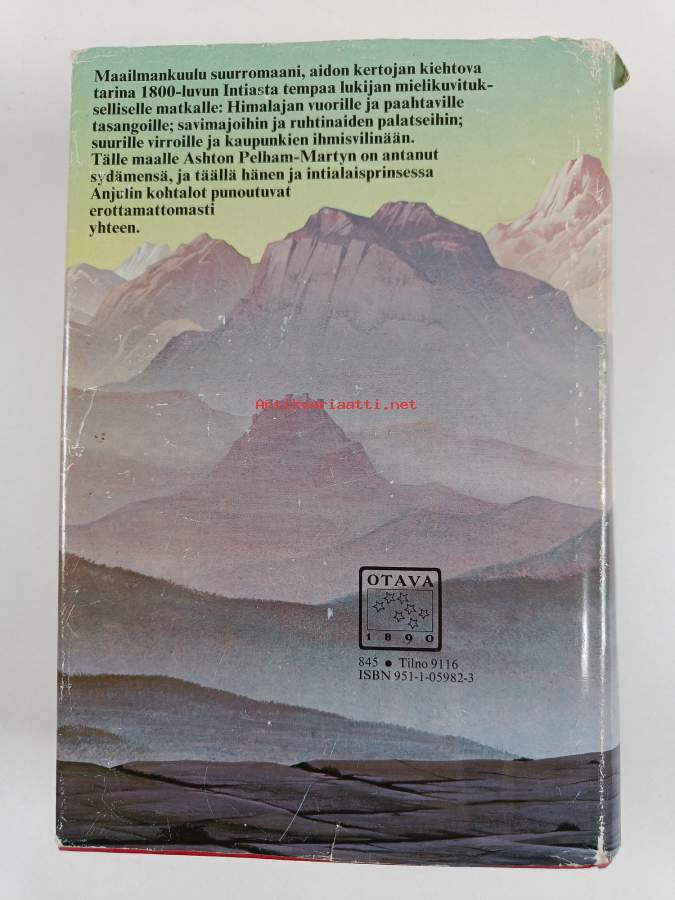 Maailmankuulu suurromaani, aidon kertojan kiehtova
tarina 1800-luvun Intiasta tempaa lukijan mielikuvituk-
selliselle matkalle: Himalajan vuorille ja paahtaville
tasangoille; savimajoihin ja ruhtinaiden palatseihin;
suurille virroille ja kaupunkien ihmisvilinään.
Tälle maalle Ashton Pelham-Martyn on antanut
sydämensä, ja täällä hänen ja intialaisprinsessa
Anjulin kohtalot punoutuvat
erottamattomasti
yhteen.
Antikvariaatti.net
OTAVA
1890
845 ● Tilno 9116
ISBN 951-1-05982-3